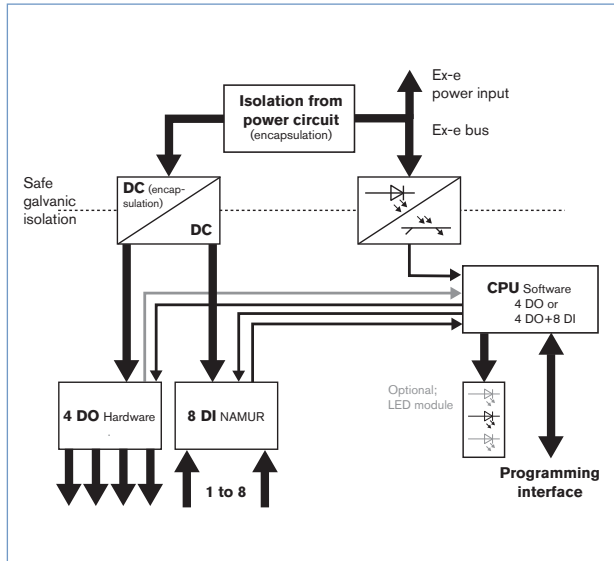 Isolation from
power circuit
(encapsulation)
Ex-e
power input
Ex-e bus
Safe
galvanic
isolation
DC (encap-
sulation)
DC
CPU Software
4 DO or
4 DO+8 DI
Optional;
LED module
4 DO Hardware
8 DI NAMUR
1 to 8
Programming
interface